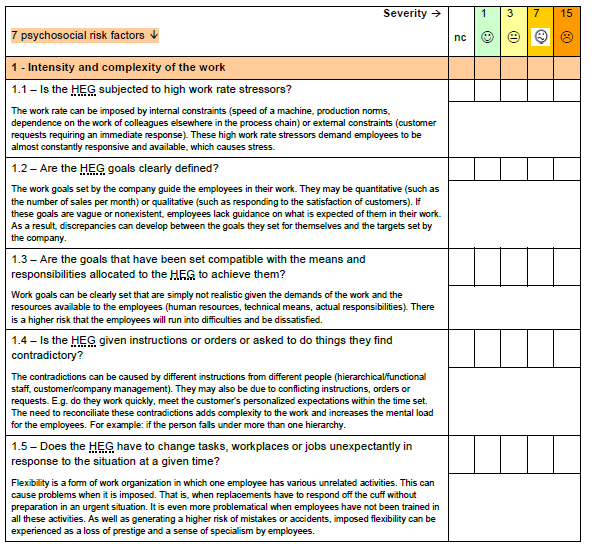 Severity →
7 psychosocial risk factors ↓
nc
1 3 7 15
1 - Intensity and complexity of the work
1.1 – Is the HEG subjected to high work rate stressors?
The work rate can be imposed by internal constraints (speed of a machine, production norms,
dependence on the work of colleagues elsewhere in the process chain) or external constraints (customer
requests requiring an immediate response). These high work rate stressors demand employees to be
almost constantly responsive and available, which causes stress.
1.2 – Are the HEG goals clearly defined?
The work goals set by the company guide the employees in their work. They may be quantitative (such as
the number of sales per month) or qualitative (such as responding to the satisfaction of customers). If
these goals are vague or nonexistent, employees lack guidance on what is expected of them in their work.
As a result, discrepancies can develop between the goals they set for themselves and the targets set by
the company.
1.3 – Are the goals that have been set compatible with the means and
responsibilities allocated to the HEG to achieve them?
Work goals can be clearly set that are simply not realistic given the demands of the work and the
resources available to the employees (human resources, technical means, actual responsibilities). There
is a higher risk that the employees will run into difficulties and be dissatisfied.
1.4 – Is the HEG given instructions or orders or asked to do things they find
contradictory?
The contradictions can be caused by different instructions from different people (hierarchical/functional
staff, customer/company management). They may also be due to conflicting instructions, orders or
requests. E.g. do they work quickly, meet the customer's personalized expectations within the time set.
The need to reconcile these contradictions adds complexity to the work and increases the mental load
for the employees. For example: if the person falls under more than one hierarchy.
1.5 – Does the HEG have to change tasks, workplaces or jobs unexpectantly in
response to the situation at a given time?
Flexibility is a form of work organization in which one employee has various unrelated activities. This can
cause problems when it is imposed. That is, when replacements have to respond off the cuff without
preparation in an urgent situation. It is even more problematical when employees have not been trained in
all these activities. As well as generating a higher risk of mistakes or accidents, imposed flexibility can be
experienced as a loss of prestige and a sense of specialism by employees.